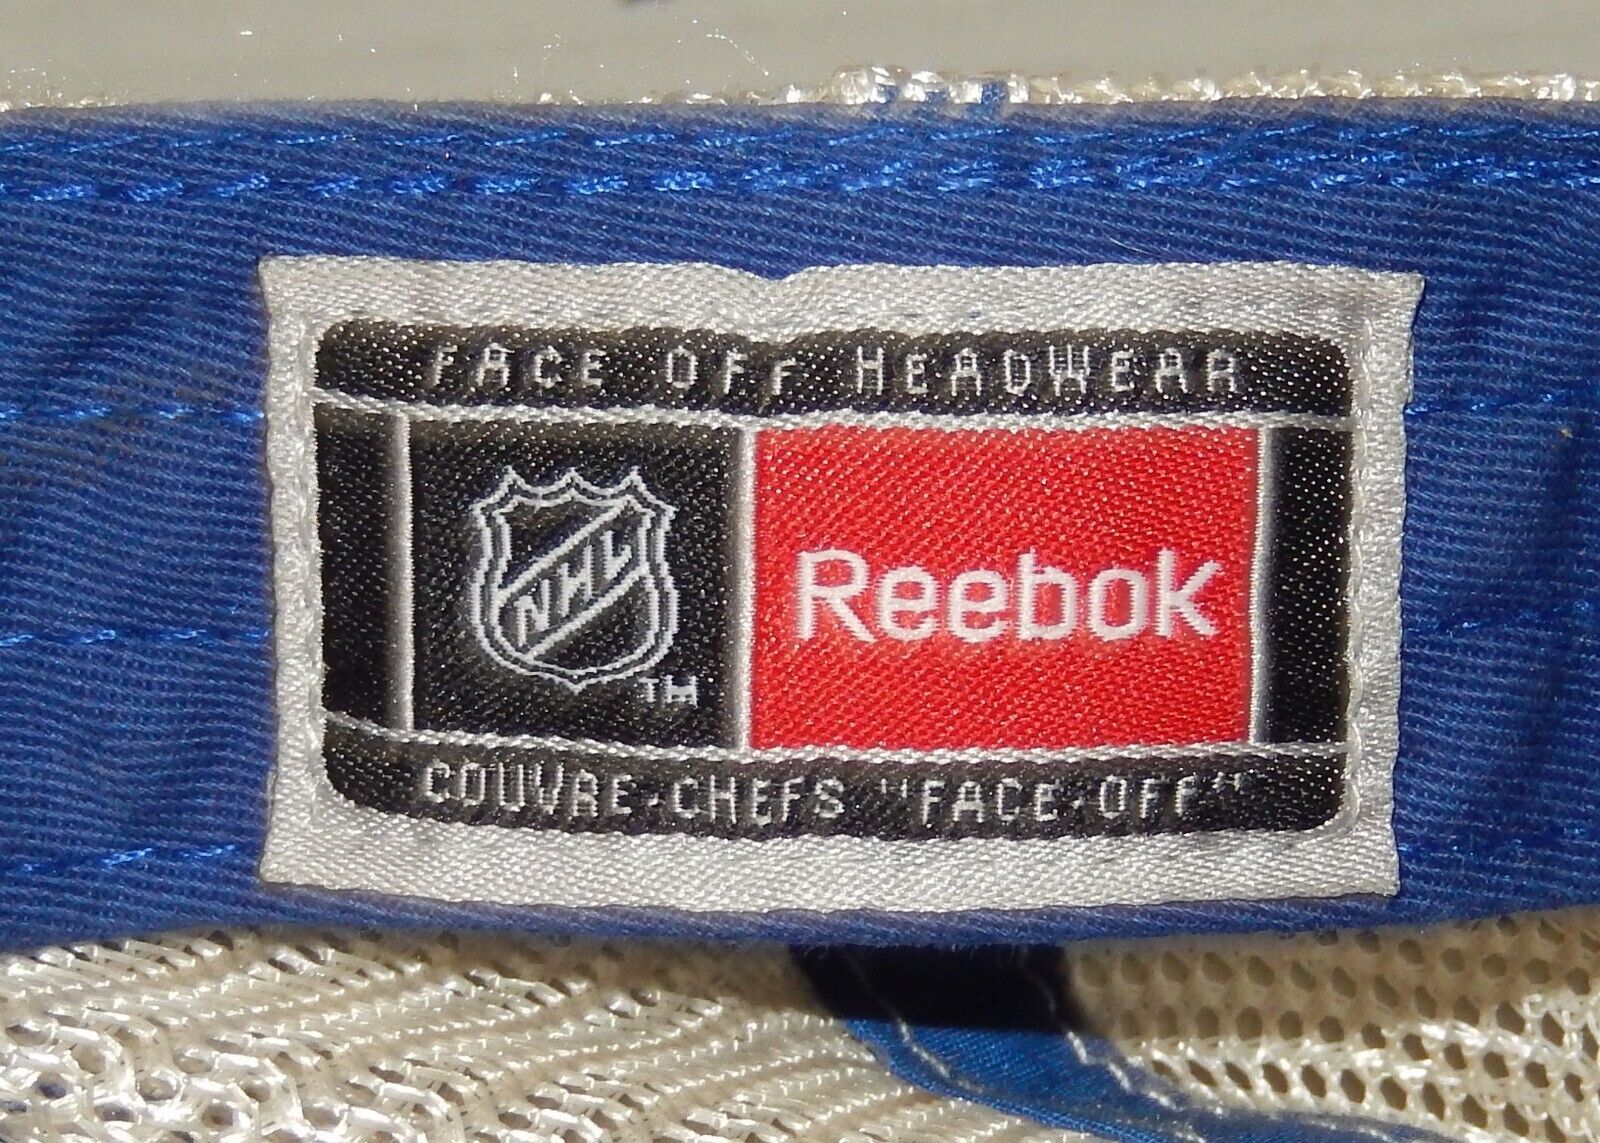 FACE OFF HEADWEAR
NHL
TM
Reebok
COUVRE-CHEFS "FACE-OFF"